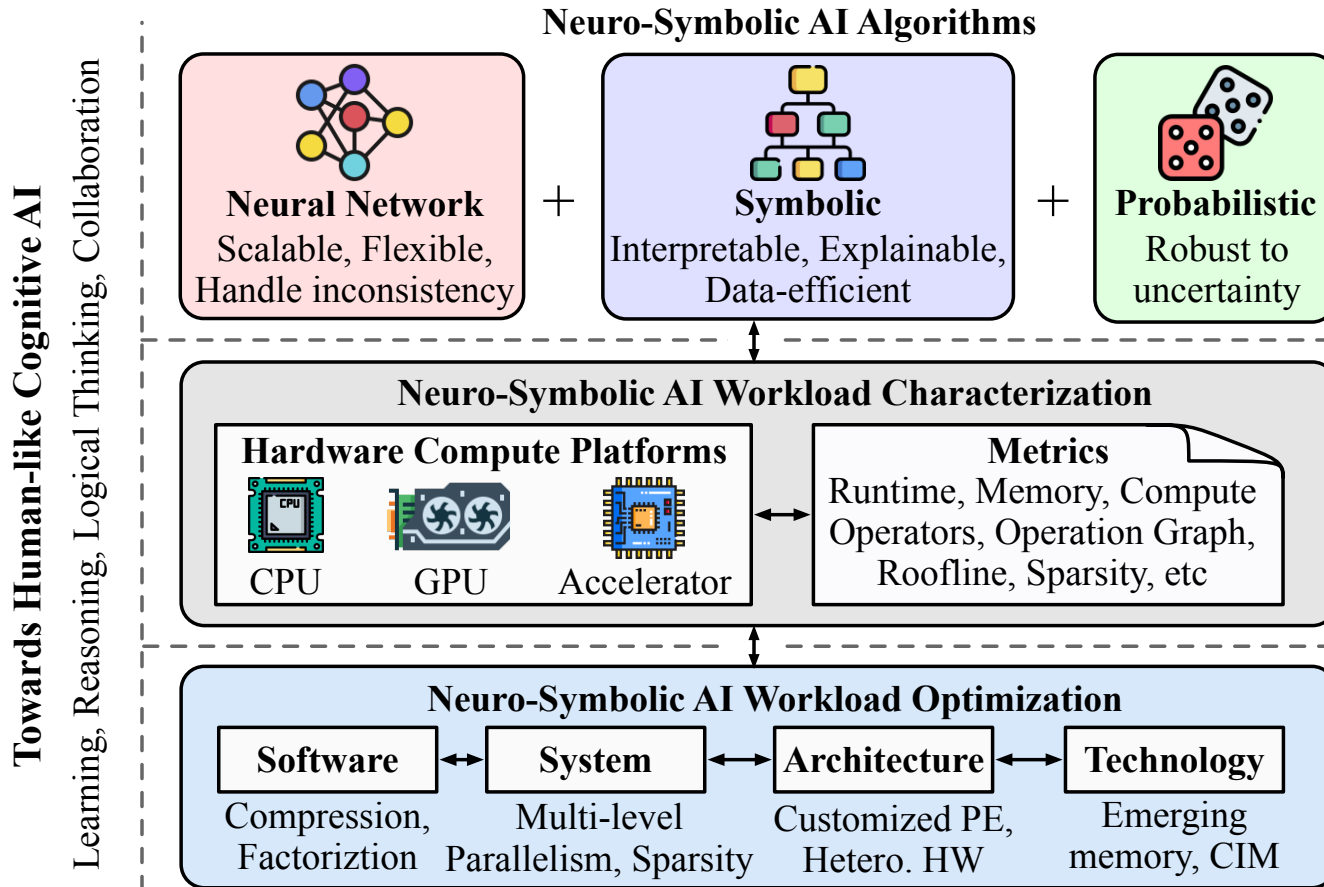 Neuro-Symbolic AI Algorithms
Towards Human-like Cognitive AI
Learning, Reasoning, Logical Thinking, Collaboration
Neural Network
Scalable, Flexible,
Handle inconsistency
+
Symbolic
Interpretable, Explainable,
Data-efficient
+
Probabilistic
Robust to
uncertainty
Neuro-Symbolic AI Workload Characterization
Hardware Compute Platforms
CPU
CPU
GPU
Accelerator
Metrics
Runtime, Memory, Compute
Operators, Operation Graph,
Roofline, Sparsity, etc
Neuro-Symbolic AI Workload Optimization
Software
Compression,
Factoriztion
System
Multi-level
Parallelism, Sparsity
Architecture
Customized PE,
Hetero. HW
Technology
Emerging
memory, CIM